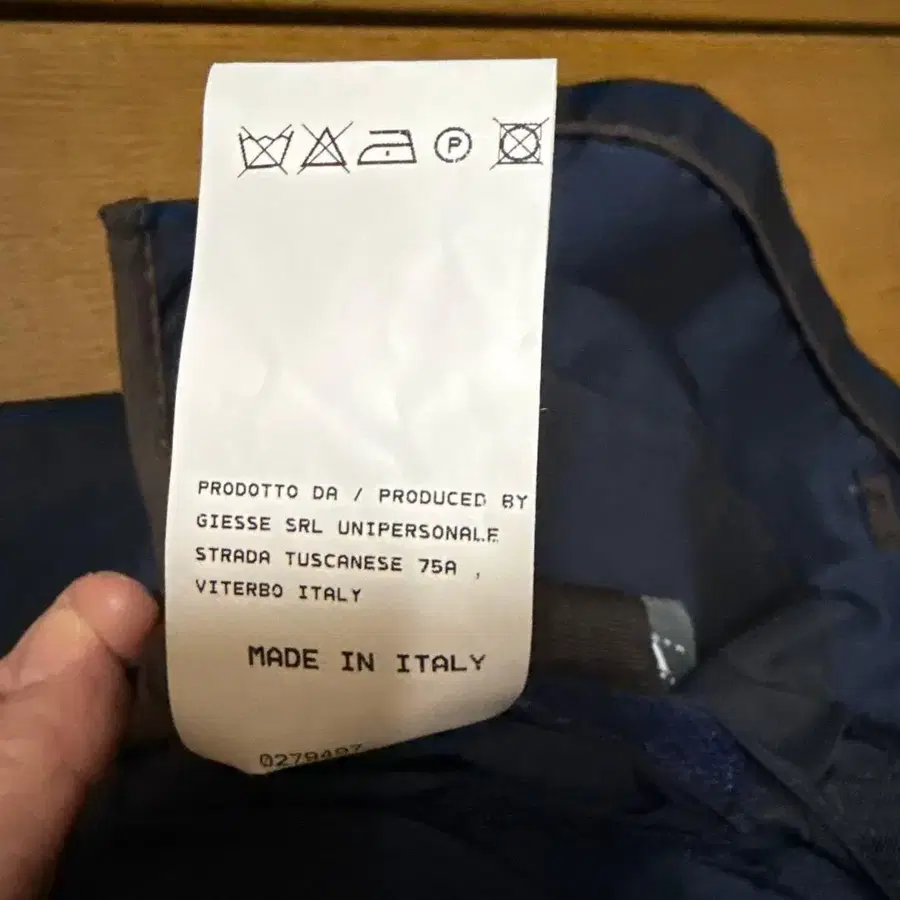 P
PRODOTTO DA / PRODUCED BY
GIESSE SRL UNIPERSONALE
STRADA TUSCANESE 75A ,
VITERBO ITALY
MADE IN ITALY